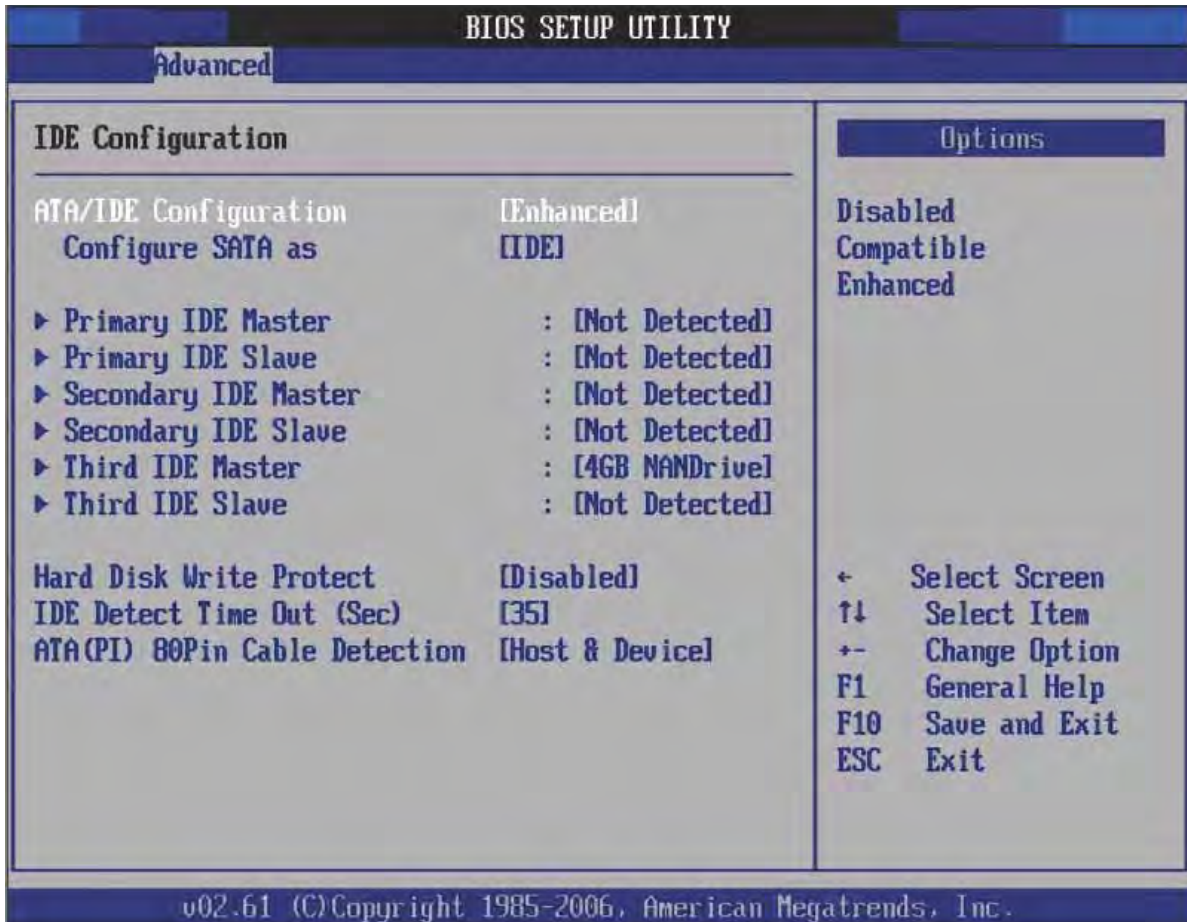 BIOS SETUP UTILITY
Advanced
IDE Configuration
ATA/IDE Configuration [Enhanced]
Configure SATA as [IDE]
▶ Primary IDE Master : [Not Detected]
▶ Primary IDE Slave : [Not Detected]
▶ Secondary IDE Master : [Not Detected]
▶ Secondary IDE Slave : [Not Detected]
▶ Third IDE Master : [4GB NANDrive]
▶ Third IDE Slave : [Not Detected]
Hard Disk Write Protect [Disabled]
IDE Detect Time Out (Sec) [35]
ATA(PI) 80Pin Cable Detection [Host & Device]
Options
Disabled
Compatible
Enhanced
← Select Screen
↑↓ Select Item
+- Change Option
F1 General Help
F10 Save and Exit
ESC Exit
v02.61 (C)Copyright 1985-2006, American Megatrends, Inc.